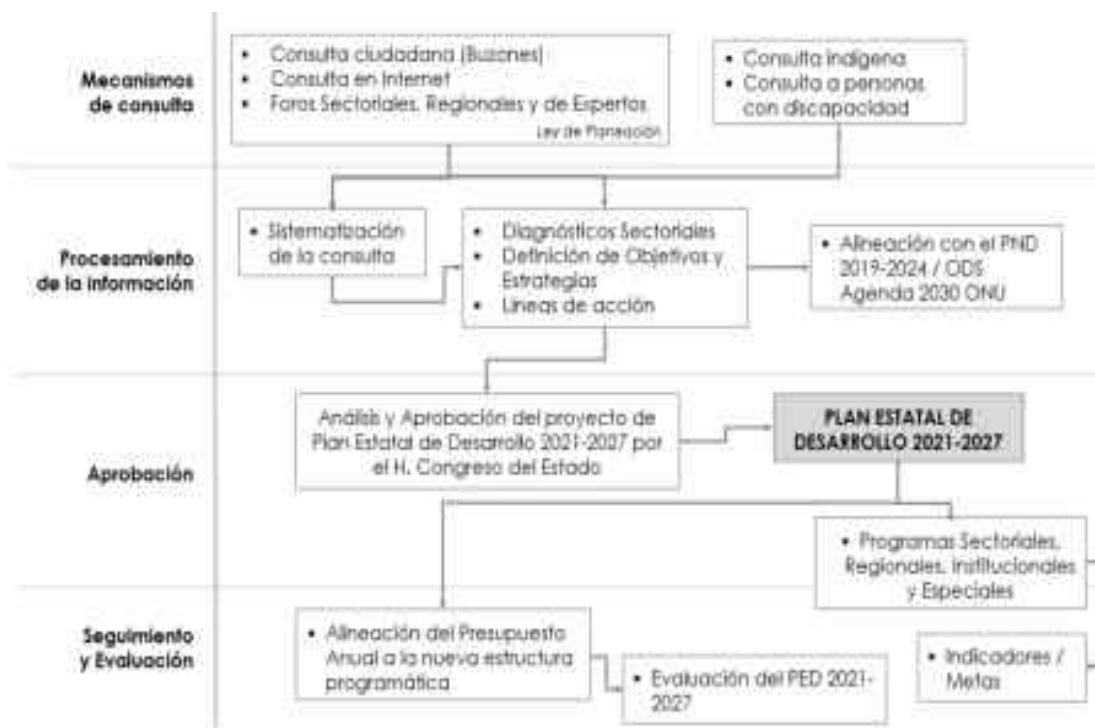 Mecanismos
de consulta
• Consulta ciudadana (Buzones)
• Consulta en Internet
• Foros Sectoriales, Regionales y de Expertos
Ley de Planeación
• Consulta Indígena
• Consulta a personas
con discapacidad
Procesamiento
de la información
• Sistematización
de la consulta
• Diagnósticos Sectoriales
• Definición de Objetivos y
Estrategias
• Líneas de acción
• Alineación con el PND
2019-2024 / ODS
Agenda 2030 ONU
Aprobación
Análisis y Aprobación del proyecto de
Plan Estatal de Desarrollo 2021-2027 por
el H. Congreso del Estado
PLAN ESTATAL DE
DESARROLLO 2021-2027
• Programas Sectoriales,
Regionales, Institucionales
y Especiales
Seguimiento
y Evaluación
• Alineación del Presupuesto
Anual a la nueva estructura
programática
• Evaluación del PED 2021-
2027
• Indicadores /
Metas